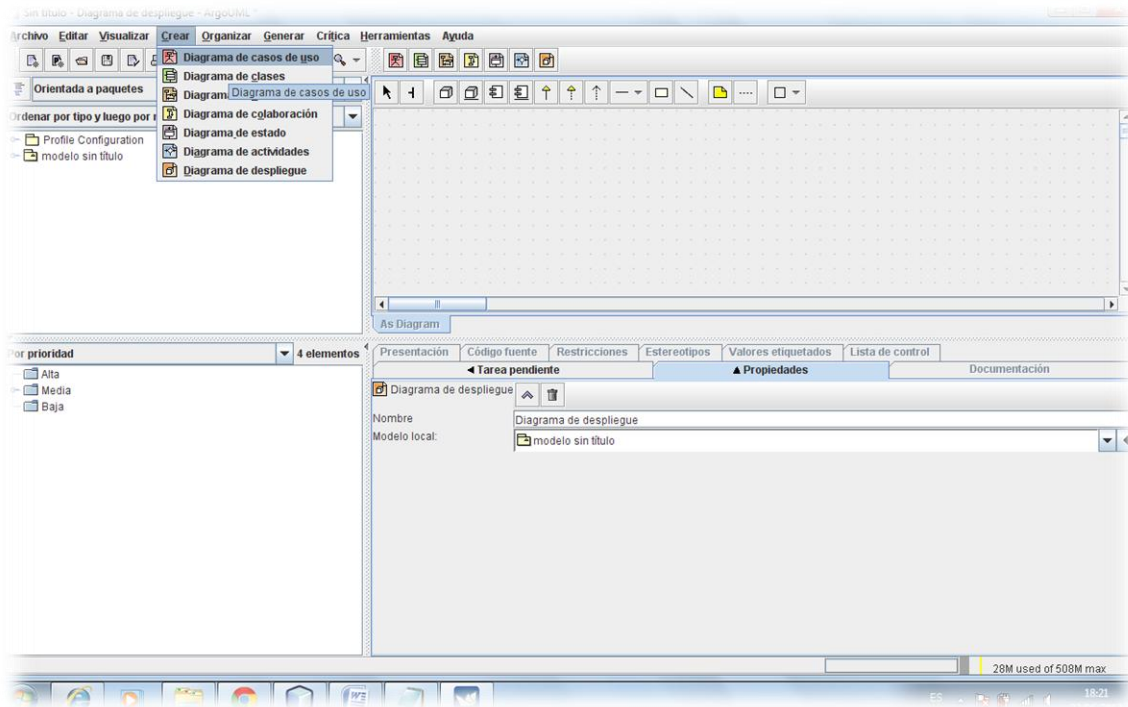 Sin título - Diagrama de despliegue - ArgoUML *
Archivo Editar Visualizar Crear Organizar Generar Crítica Herramientas Ayuda
Diagrama de casos de uso
Diagrama de clases
Diagrama de casos de uso
Diagrama de colaboración
Diagrama de estado
Diagrama de actividades
Diagrama de despliegue
Orientada a paquetes
Ordenar por tipo y luego por
Profile Configuration
modelo sin título
As Diagram
Por prioridad
4 elementos
Alta
Media
Baja
Presentación Código fuente Restricciones Estereotipos Valores etiquetados Lista de control
Tarea pendiente Propiedades Documentación
Diagrama de despliegue
Nombre Diagrama de despliegue
Modelo local: modelo sin título
28M used of 508M max
ES 18:21